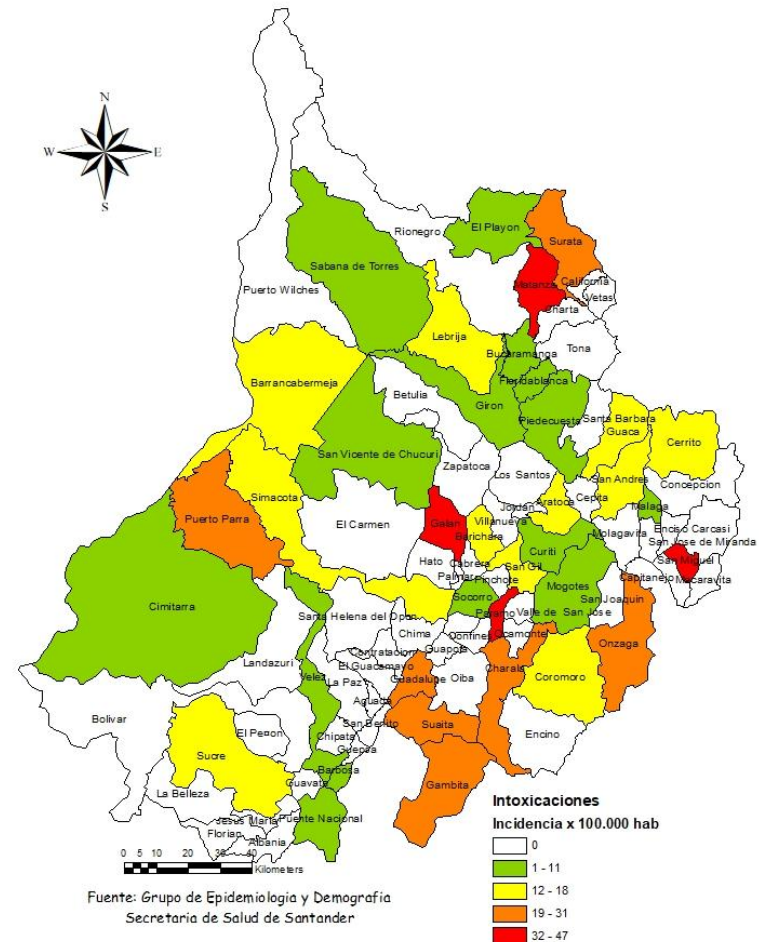 N
W E
S
Rionegro
El Playon
Surata
Sabana de Torres
Matanza
California
Vetas
Puerto Wilches
Charta
Lebrija
Bucaramanga
Tona
Barrancabermeja
Floridablanca
Betulia
Giron
Piedecuesta
Santa Barbara
Guaca
Cerrito
San Vicente de Chucuri
Zapatoca
Los Santos
San Andres
Concepcion
Simacota
Aratoca
Cepita
Malaga
Jordan
Puerto Parra
El Carmen
Galan
Villanueva
Barichara
Molagavita
Enciso
Carcasi
Curiti
San Jose de Miranda
Hato
Cabrera
San Gil
San Miguel
Palmar
Pinchote
Mogotes
Capitanejo
Macaravita
Cimitarra
Socorro
Paramo
Valle de San Jose
San Joaquin
Santa Helena del Opon
Chima
Confines
Ocamonte
Onzaga
Contratacion
Guapota
Landazuri
El Guacamayo
Charala
Velez
La Paz
Guadalupe
Oiba
Coromoro
Aguada
Bolivar
San Benito
Suaita
El Peñon
Chipata
Encino
Guepsa
Sucre
Barbosa
Guavata
Gambita
La Belleza
Puente Nacional
Jesus Maria
Florian
Albania
0 5 10 20 30 40
Kilometers
Fuente: Grupo de Epidemiologia y Demografia
Secretaria de Salud de Santander
Intoxicaciones
Incidencia x 100.000 hab
0
1 - 11
12 - 18
19 - 31
32 - 47